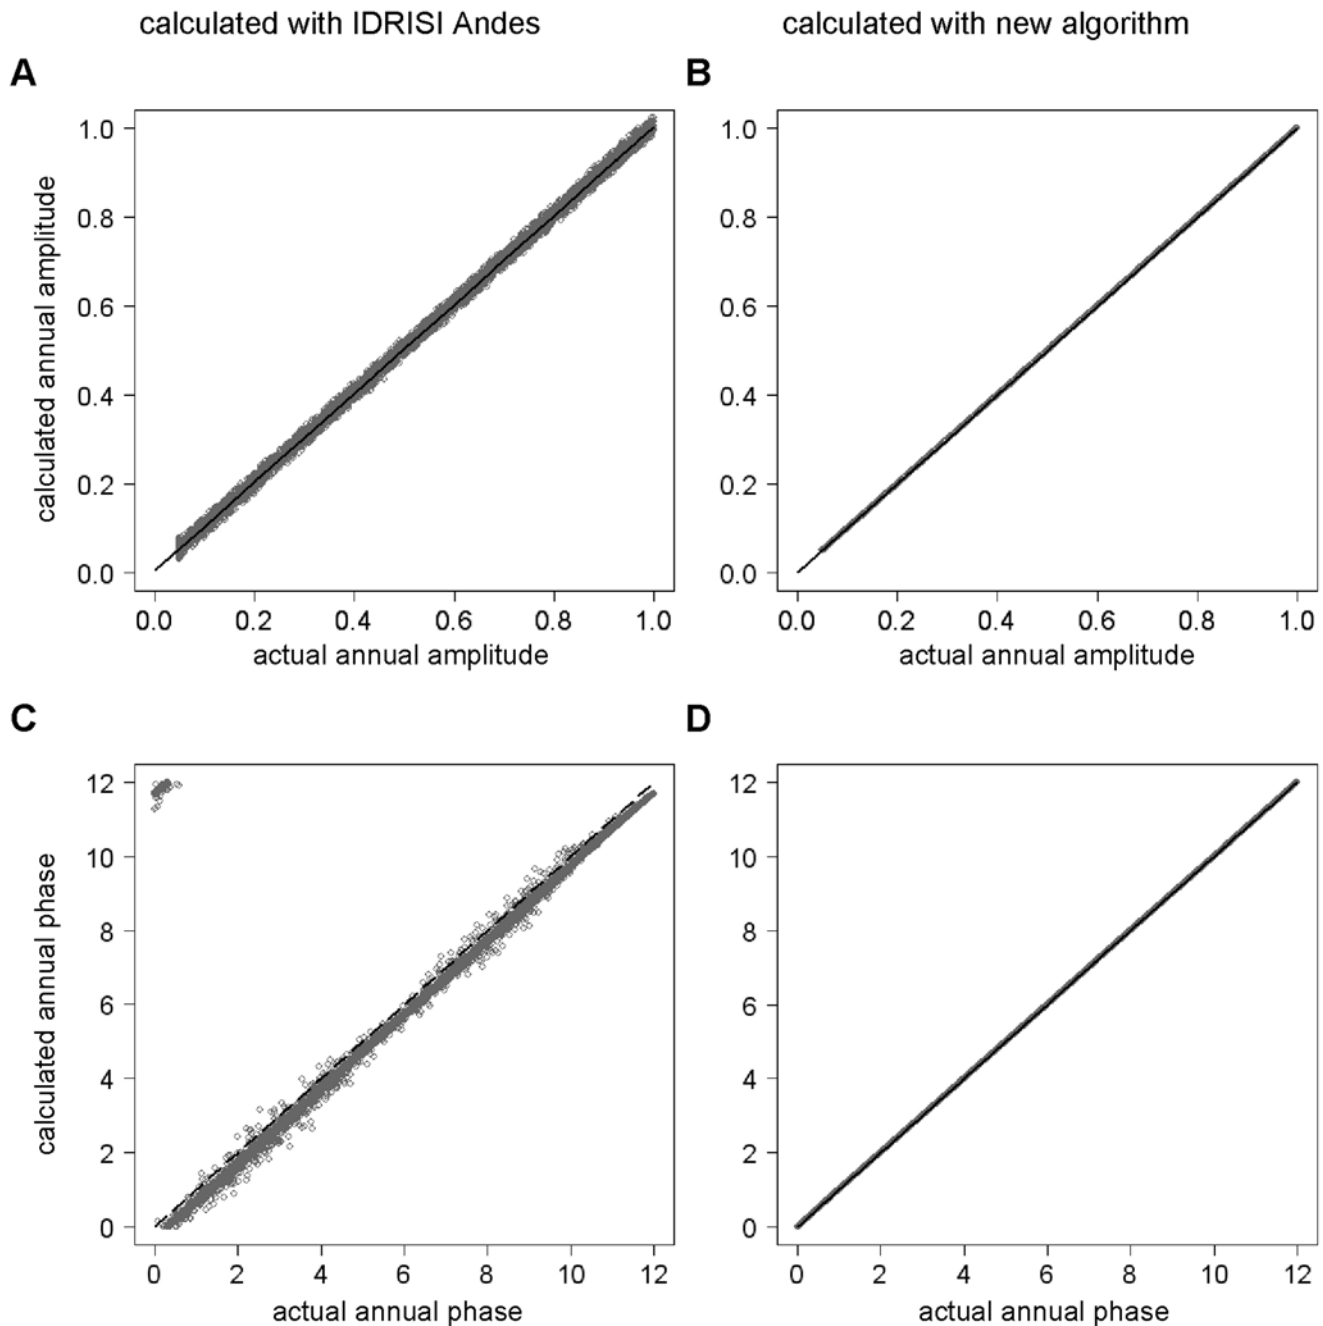 calculated with IDRISI Andes
calculated with new algorithm
A
B
calculated annual amplitude
1.0
0.8
0.6
0.4
0.2
0.0
0.0 0.2 0.4 0.6 0.8 1.0
actual annual amplitude
1.0
0.8
0.6
0.4
0.2
0.0
0.0 0.2 0.4 0.6 0.8 1.0
actual annual amplitude
C
D
calculated annual phase
12
10
8
6
4
2
0
0 2 4 6 8 10 12
actual annual phase
12
10
8
6
4
2
0
0 2 4 6 8 10 12
actual annual phase